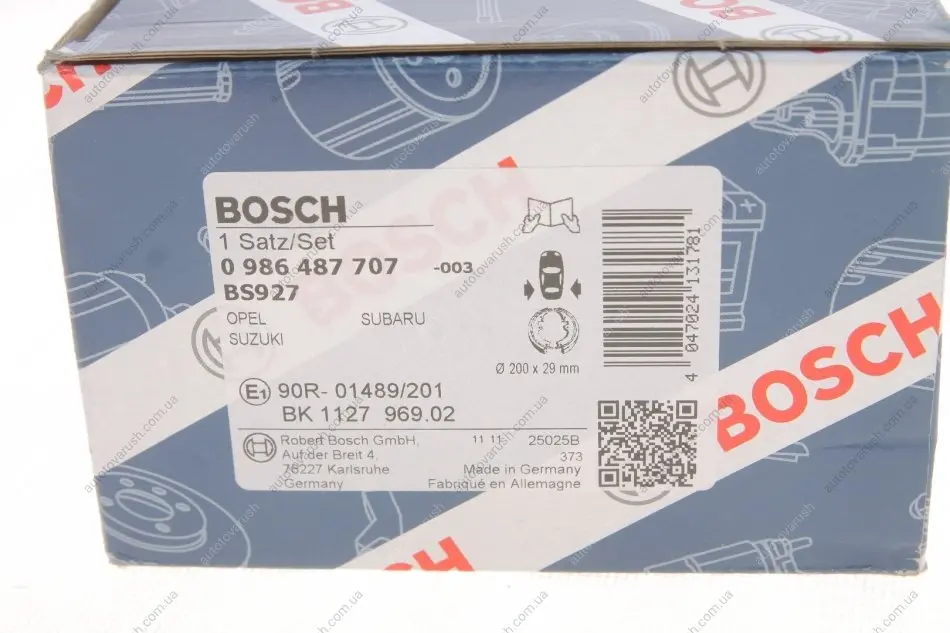 BOSCH
BOSCH
1 Satz/Set
0 986 487 707 -003
BS927
OPEL SUBARU
SUZUKI
Ø 200 x 29 mm
4 047024 131781
E1 90R- 01489/201
BK 1127 969.02
Robert Bosch GmbH, 11 11 25025B
Auf der Breit 4, 373
76227 Karlsruhe Made in Germany
Germany Fabriqué en Allemagne
BOSCH
BOSCH
BOSCH
autotovarush.com.ua